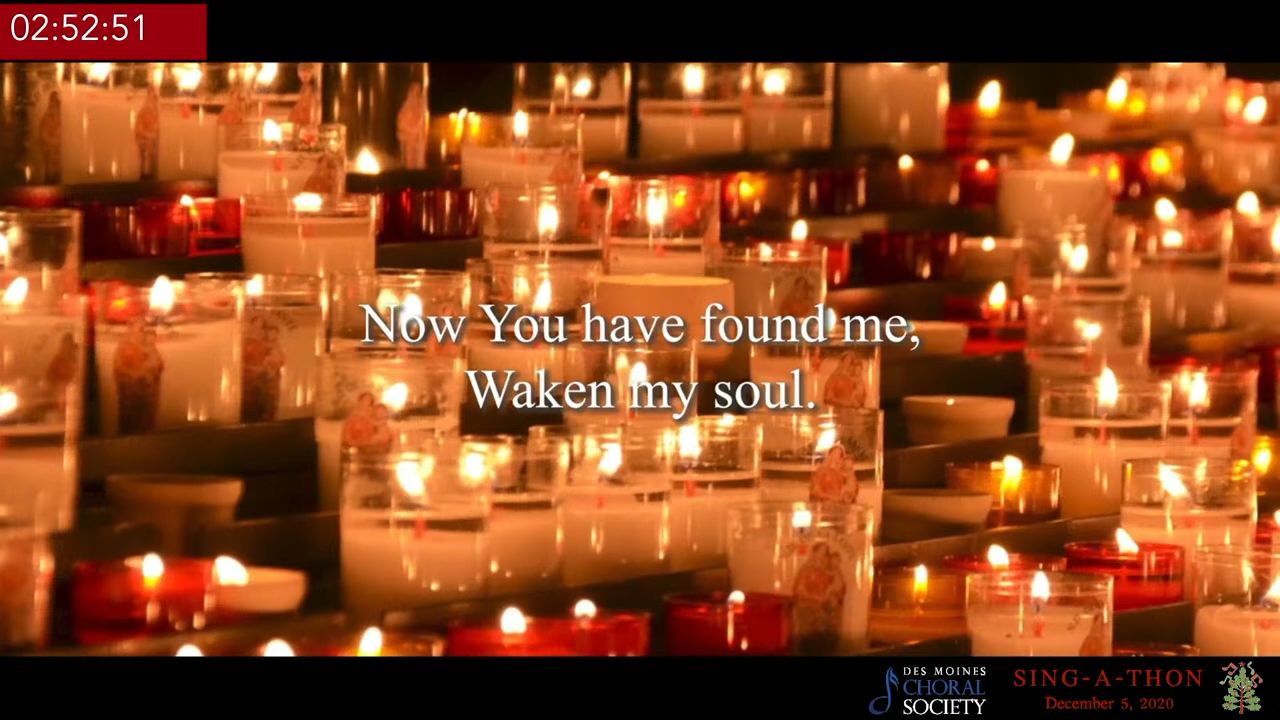 02:52:51
Now You have found me,
Waken my soul.
DES MOINES
CHORAL
SOCIETY
SING-A-THON
December 5, 2020